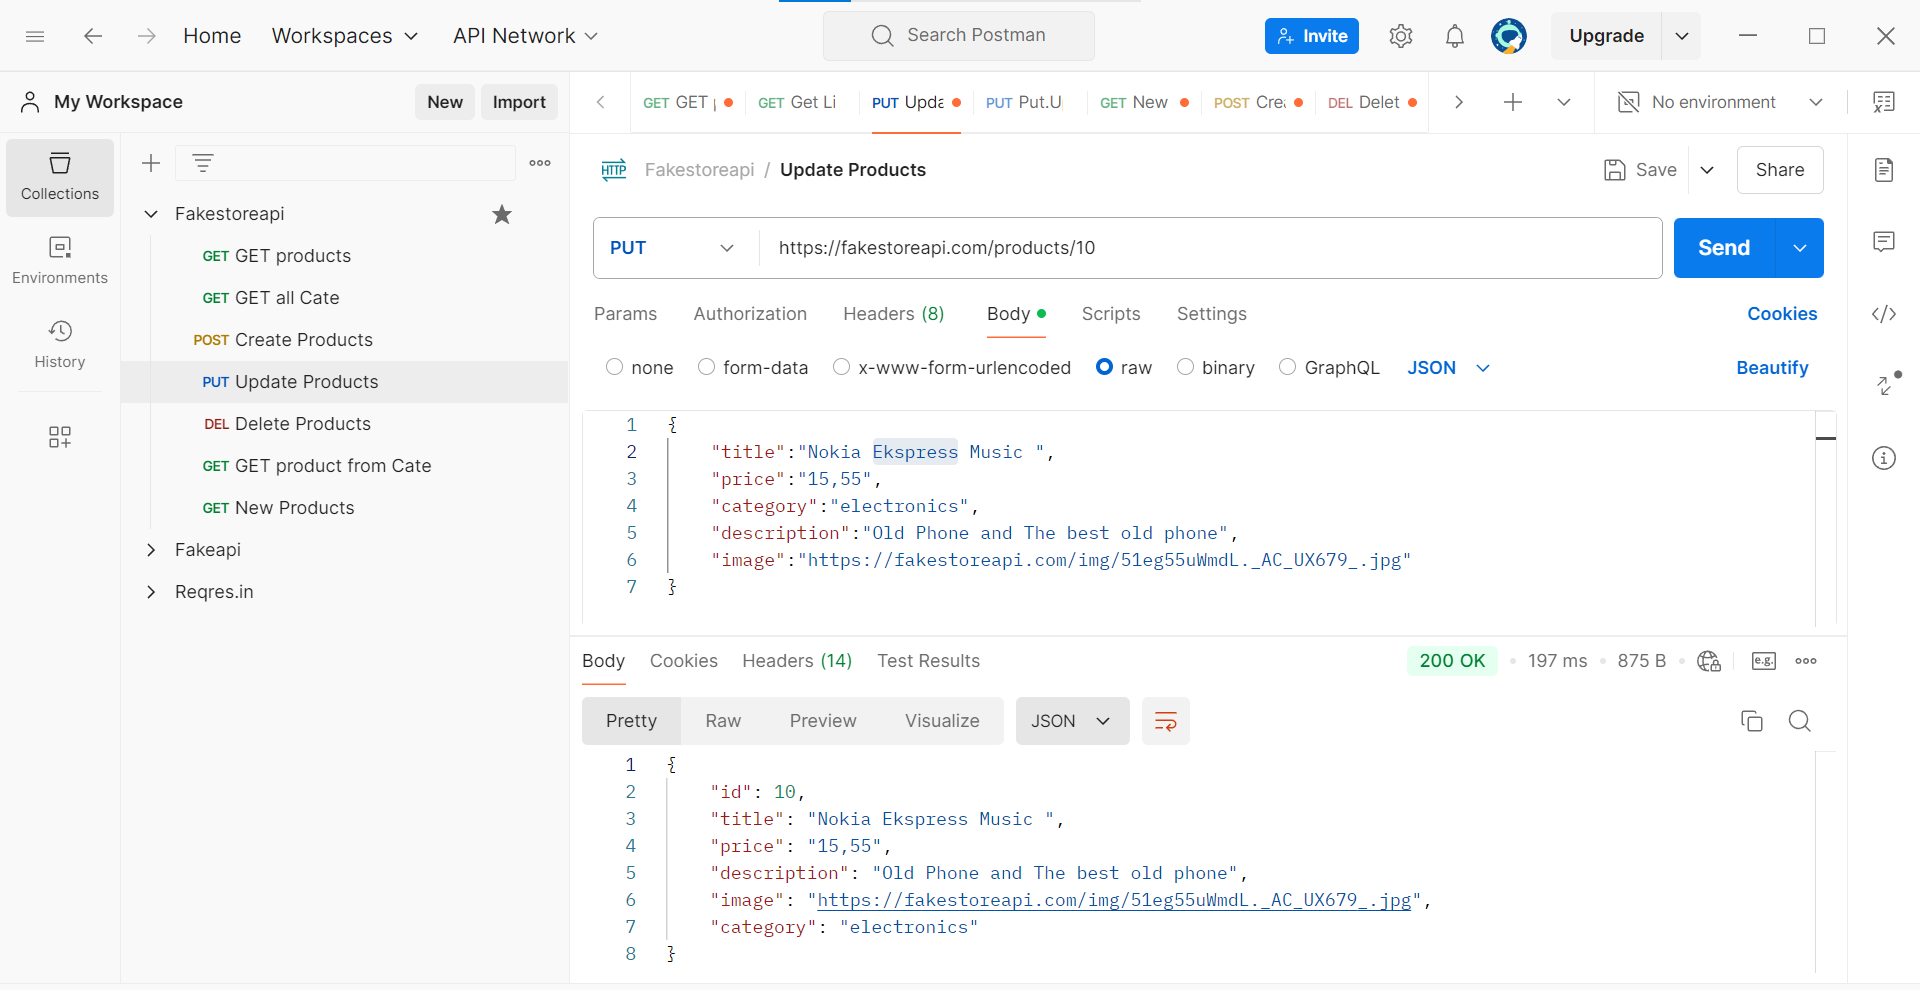 Home Workspaces API Network Search Postman Invite Upgrade
My Workspace New Import
GET GET GET Get Li PUT Upda PUT Put.U GET New POST Cre DEL Delet No environment
Collections
Environments
History
Fakestoreapi
GET GET products
GET GET all Cate
POST Create Products
PUT Update Products
DEL Delete Products
GET GET product from Cate
GET New Products
Fakeapi
Reqres.in
HTTP Fakestoreapi / Update Products Save Share
PUT https://fakestoreapi.com/products/10 Send
Params Authorization Headers (8) Body Scripts Settings Cookies
none form-data x-www-form-urlencoded raw binary GraphQL JSON Beautify
1 {
2 "title":"Nokia Ekspress Music ",
3 "price":"15,55",
4 "category":"electronics",
5 "description":"Old Phone and The best old phone",
6 "image":"https://fakestoreapi.com/img/51eg55uWmdL._AC_UX679_.jpg"
7 }
Body Cookies Headers (14) Test Results 200 OK 197 ms 875 B e.g.
Pretty Raw Preview Visualize JSON
1 {
2 "id": 10,
3 "title": "Nokia Ekspress Music ",
4 "price": "15,55",
5 "description": "Old Phone and The best old phone",
6 "image": "https://fakestoreapi.com/img/51eg55uWmdL._AC_UX679_.jpg",
7 "category": "electronics"
8 }